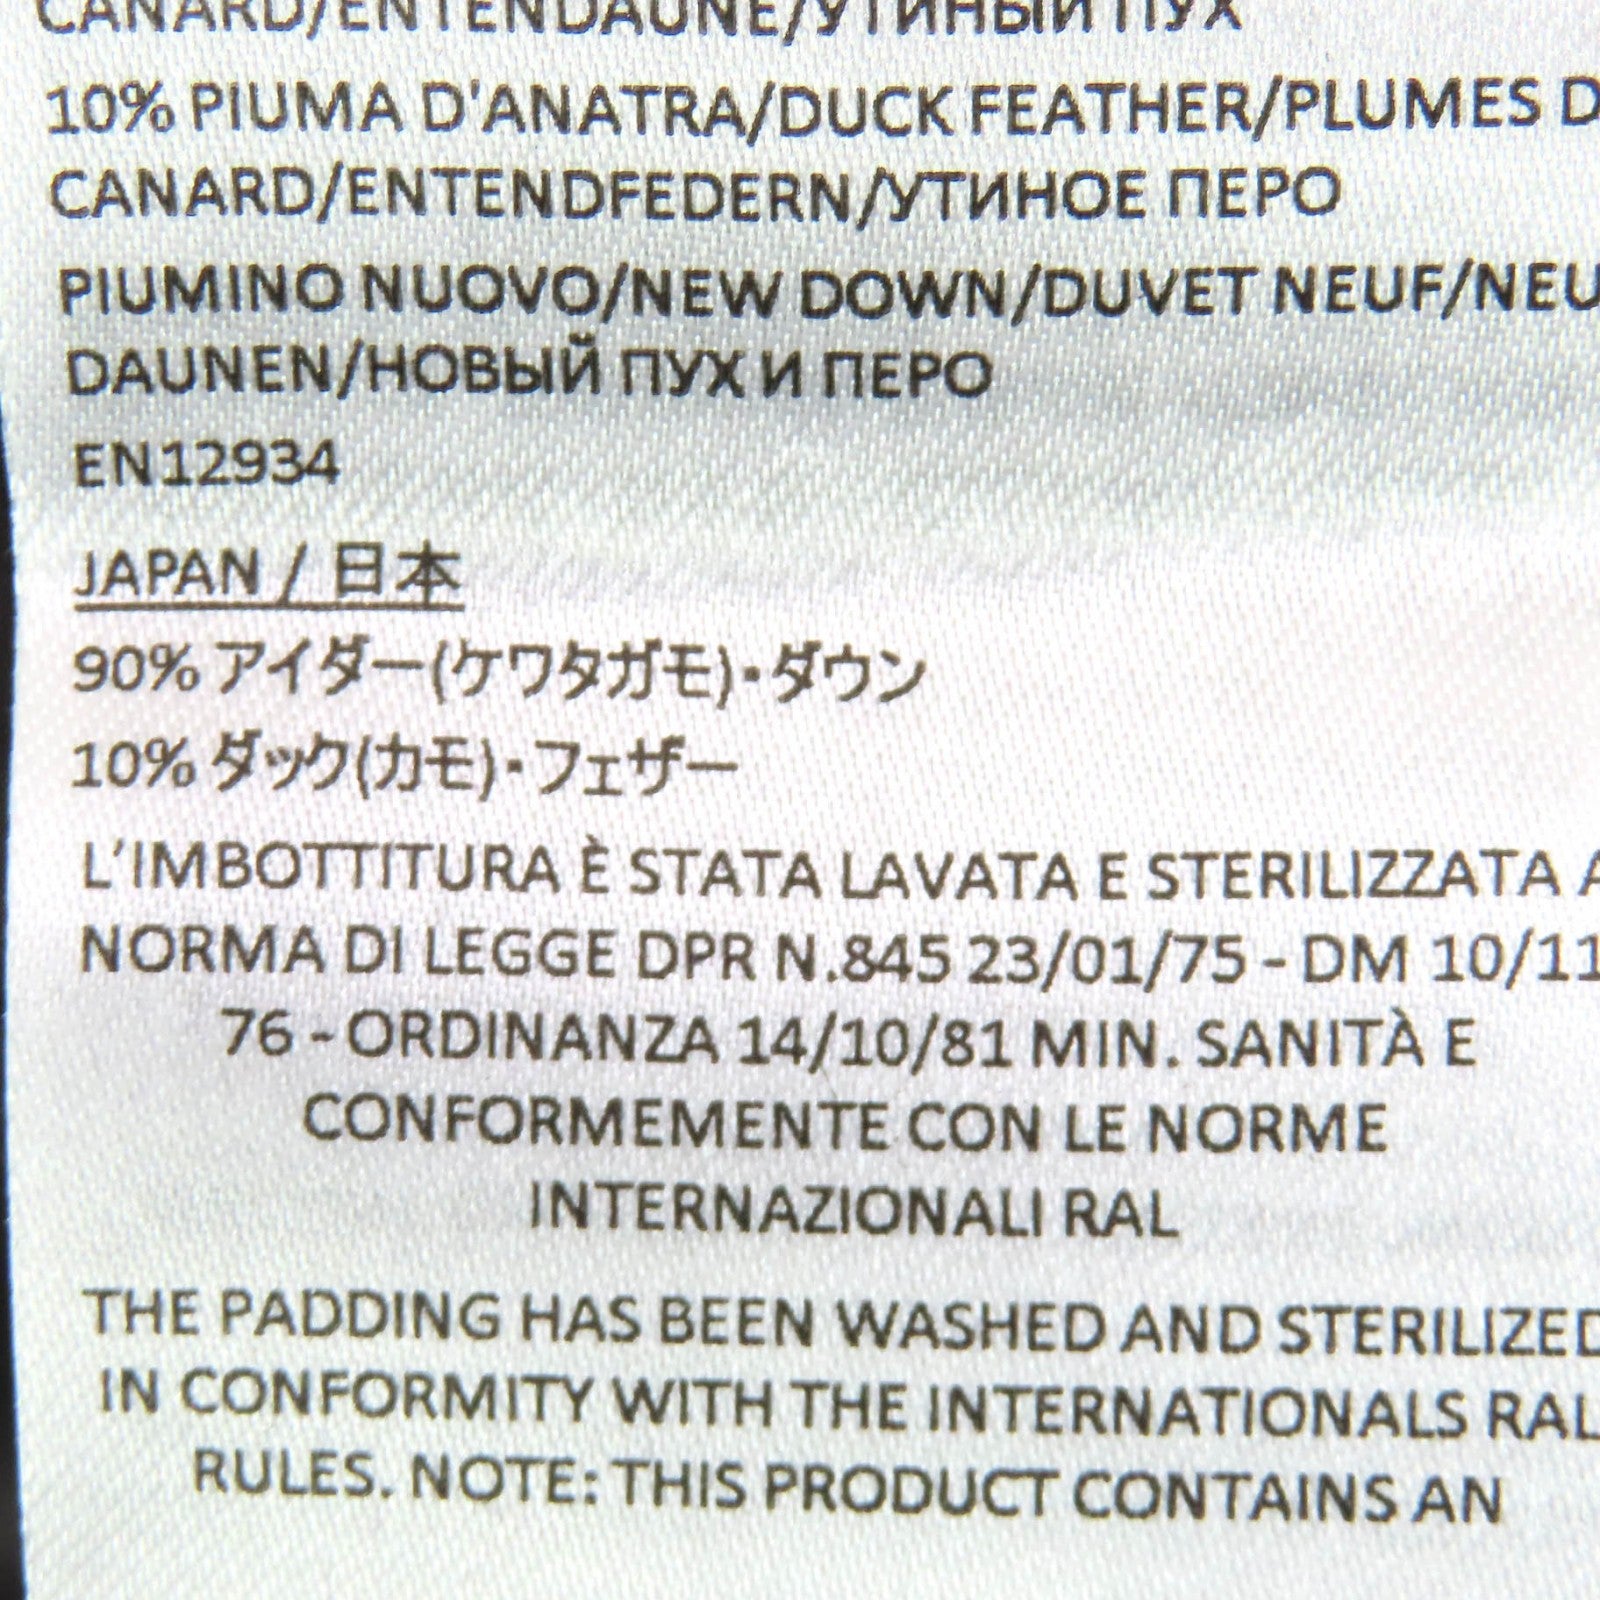 CANARD/ENTENDAUNE/УТИНЫЙ ПУХ
10% PIUMA D'ANATRA/DUCK FEATHER/PLUMES D
CANARD/ENTENDFEDERN/УТИНОЕ ПЕРО
PIUMINO NUOVO/NEW DOWN/DUVET NEUF/NEU
DAUNEN/НОВЫЙ ПУХ И ПЕРО
EN12934
JAPAN / 日本
90% アイダー(ケワタガモ)・ダウン
10% ダック(カモ)・フェザー
L'IMBOTTITURA È STATA LAVATA E STERILIZZATA A
NORMA DI LEGGE DPR N.845 23/01/75 - DM 10/11
76 - ORDINANZA 14/10/81 MIN. SANITÀ E
CONFORMEMENTE CON LE NORME
INTERNAZIONALI RAL
THE PADDING HAS BEEN WASHED AND STERILIZED
IN CONFORMITY WITH THE INTERNATIONALS RAL
RULES. NOTE: THIS PRODUCT CONTAINS AN